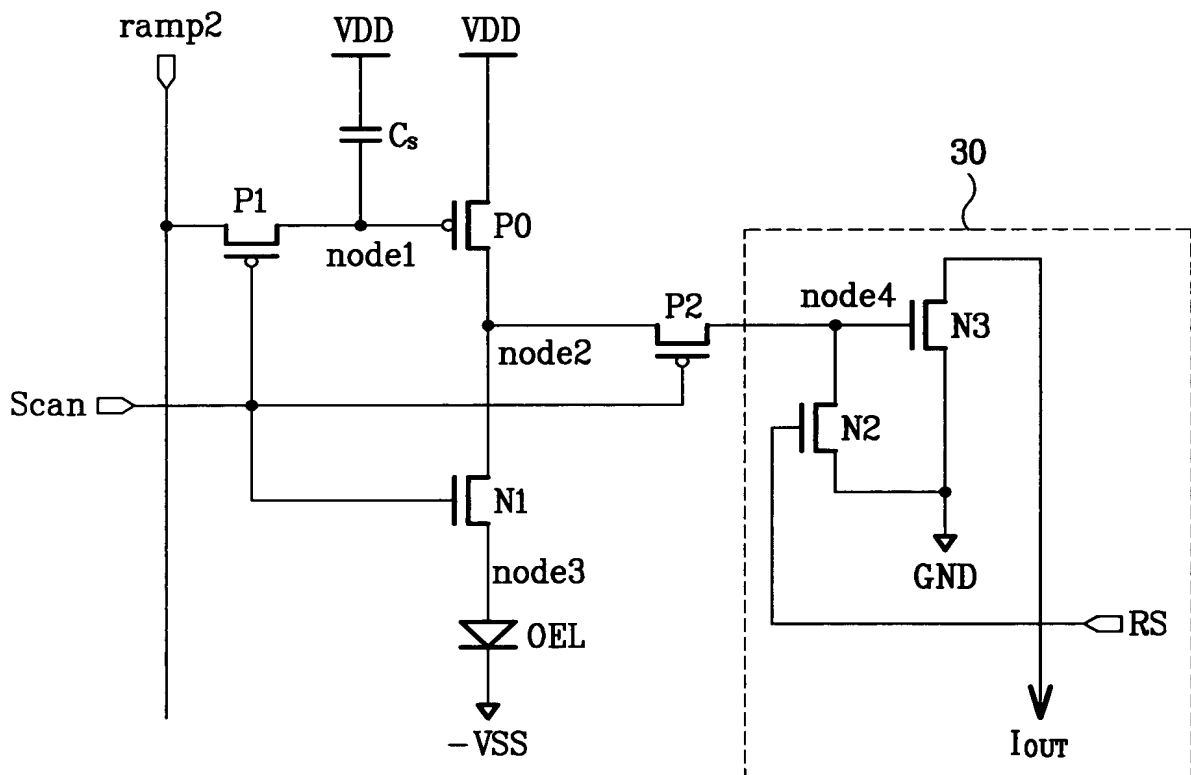 ramp2
VDD
VDD
Cs
30
P1
P0
node1
node4
P2
N3
node2
Scan
N2
N1
node3
GND
OEL
RS
-VSS
IOUT